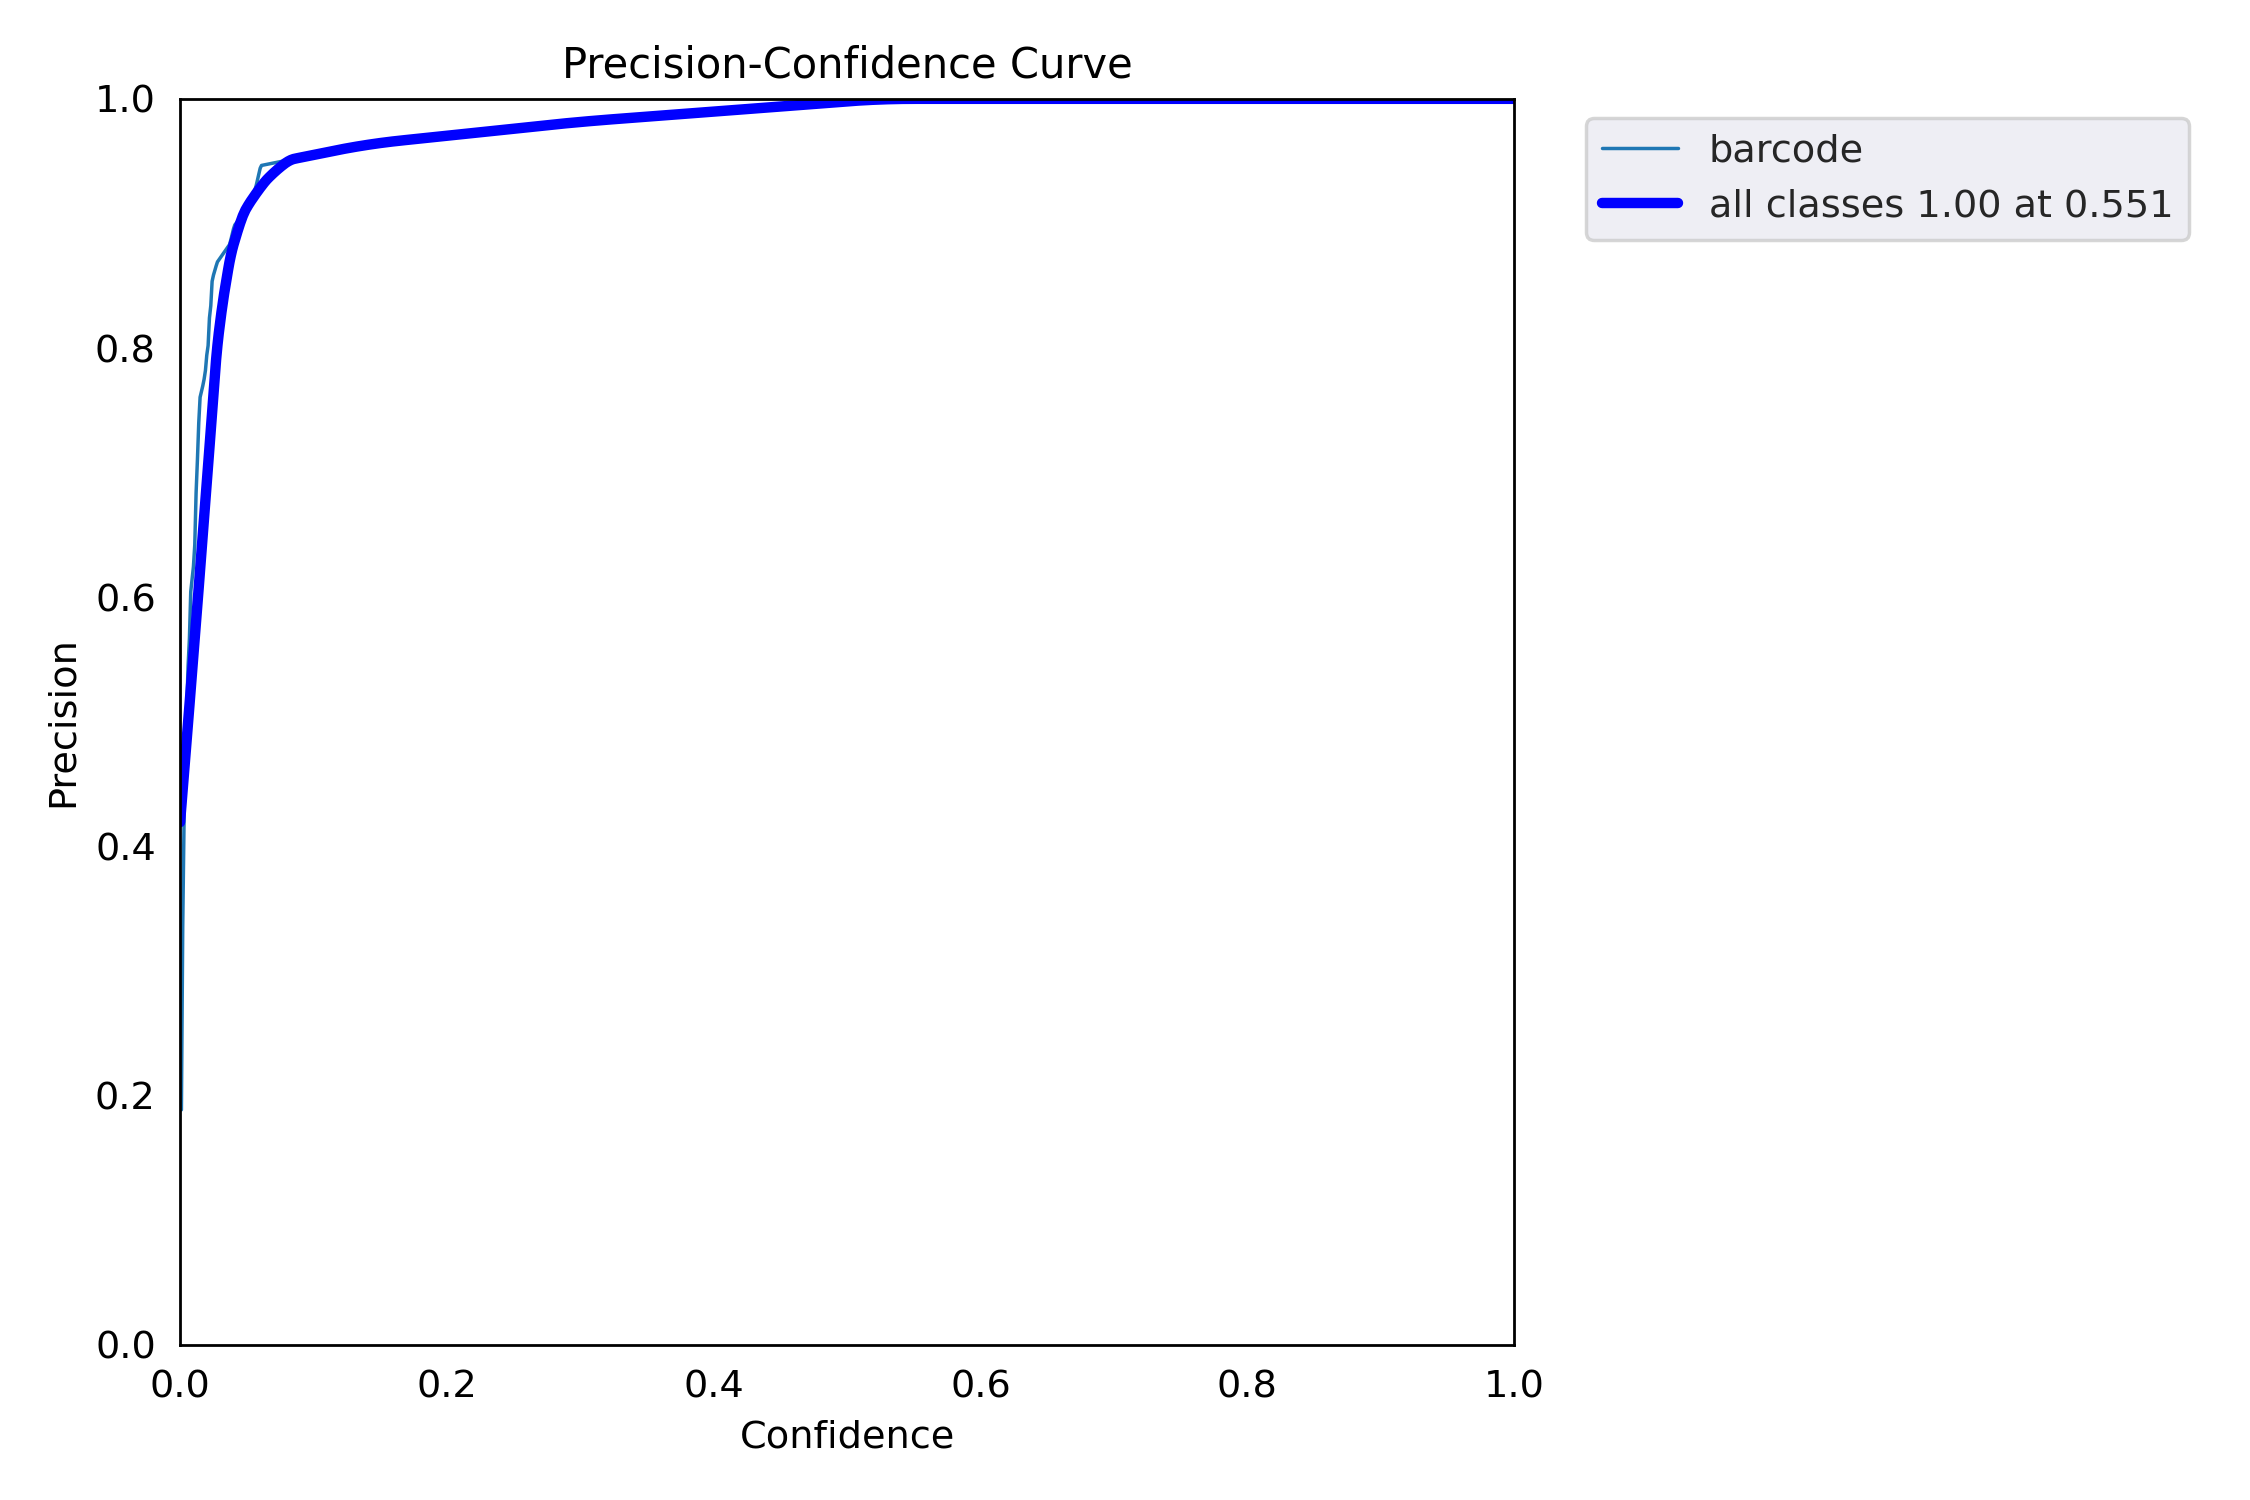 Precision-Confidence Curve
1.0
0.8
0.6
0.4
0.2
0.0
Precision
0.0 0.2 0.4 0.6 0.8 1.0
Confidence
barcode
all classes 1.00 at 0.551